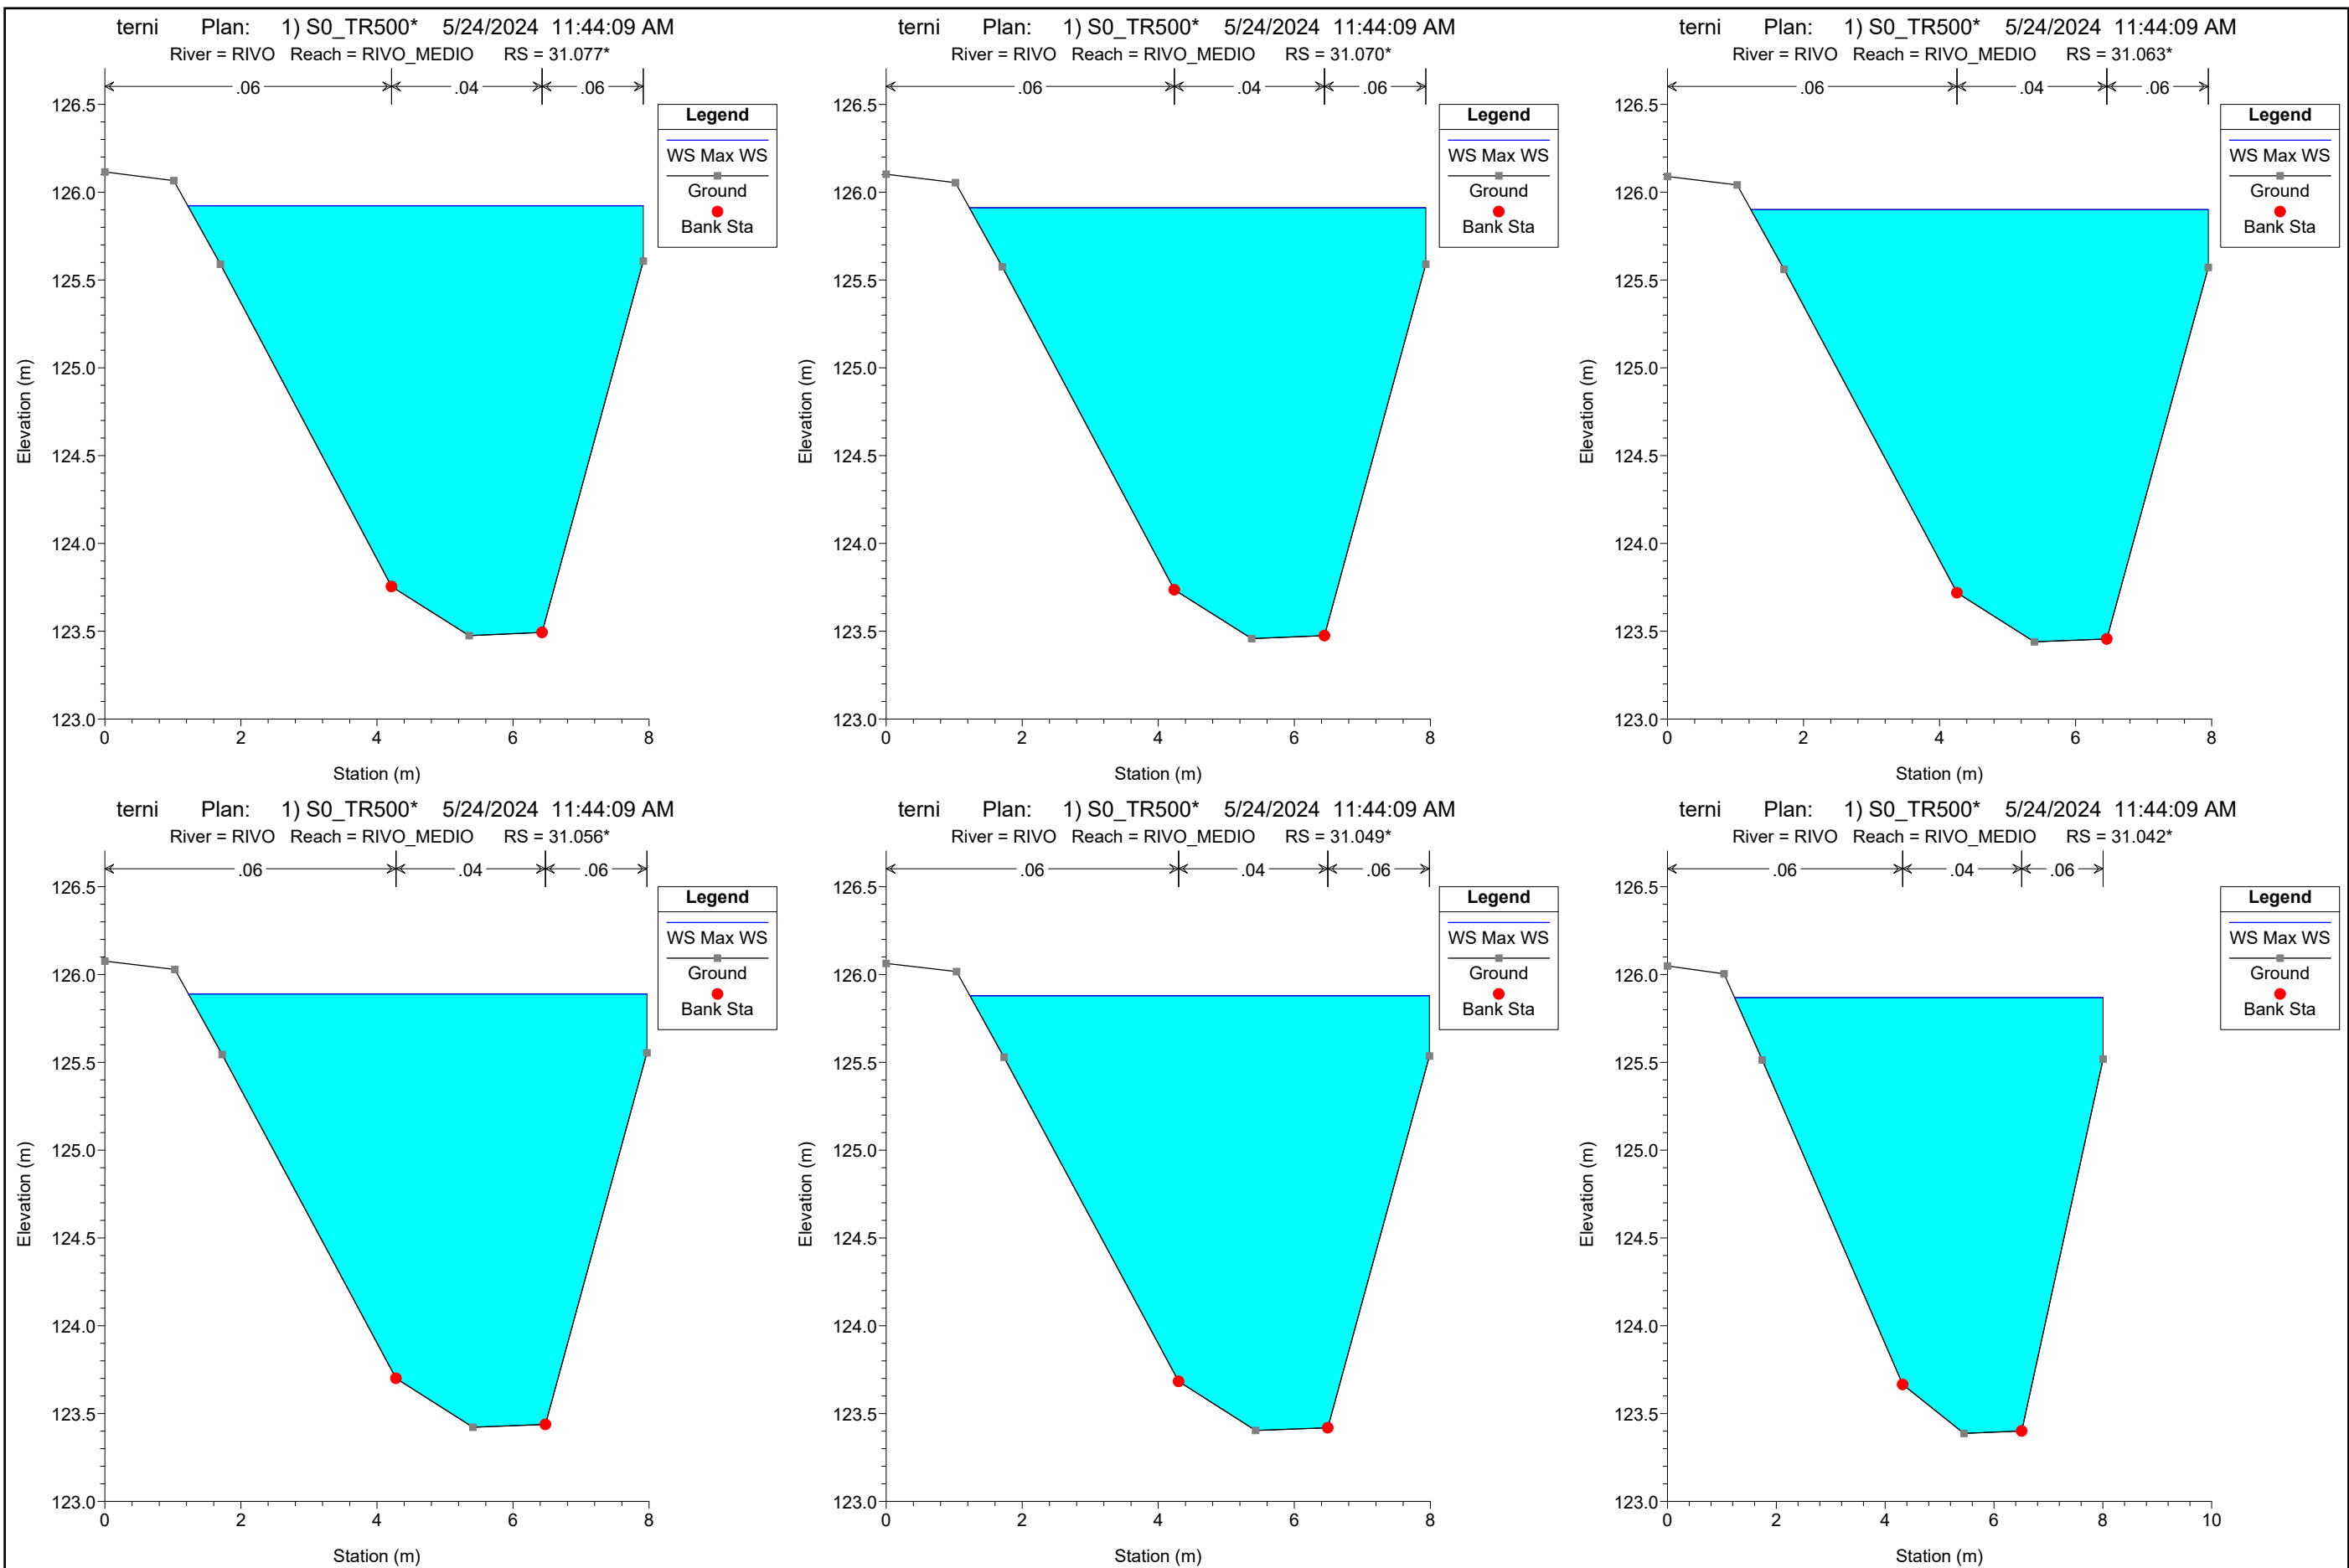 terni Plan: 1) S0_TR500* 5/24/2024 11:44:09 AM
River = RIVO Reach = RIVO_MEDIO RS = 31.077*
.06 .04 .06
126.5
126.0
125.5
125.0
124.5
124.0
123.5
123.0
0 2 4 6 8
Station (m)
Elevation (m)
Legend
WS Max WS
Ground
Bank Sta
terni Plan: 1) S0_TR500* 5/24/2024 11:44:09 AM
River = RIVO Reach = RIVO_MEDIO RS = 31.070*
.06 .04 .06
126.5
126.0
125.5
125.0
124.5
124.0
123.5
123.0
0 2 4 6 8
Station (m)
Elevation (m)
Legend
WS Max WS
Ground
Bank Sta
terni Plan: 1) S0_TR500* 5/24/2024 11:44:09 AM
River = RIVO Reach = RIVO_MEDIO RS = 31.063*
.06 .04 .06
126.5
126.0
125.5
125.0
124.5
124.0
123.5
123.0
0 2 4 6 8
Station (m)
Elevation (m)
Legend
WS Max WS
Ground
Bank Sta
terni Plan: 1) S0_TR500* 5/24/2024 11:44:09 AM
River = RIVO Reach = RIVO_MEDIO RS = 31.056*
.06 .04 .06
126.5
126.0
125.5
125.0
124.5
124.0
123.5
123.0
0 2 4 6 8
Station (m)
Elevation (m)
Legend
WS Max WS
Ground
Bank Sta
terni Plan: 1) S0_TR500* 5/24/2024 11:44:09 AM
River = RIVO Reach = RIVO_MEDIO RS = 31.049*
.06 .04 .06
126.5
126.0
125.5
125.0
124.5
124.0
123.5
123.0
0 2 4 6 8
Station (m)
Elevation (m)
Legend
WS Max WS
Ground
Bank Sta
terni Plan: 1) S0_TR500* 5/24/2024 11:44:09 AM
River = RIVO Reach = RIVO_MEDIO RS = 31.042*
.06 .04 .06
126.5
126.0
125.5
125.0
124.5
124.0
123.5
123.0
0 2 4 6 8 10
Station (m)
Elevation (m)
Legend
WS Max WS
Ground
Bank Sta